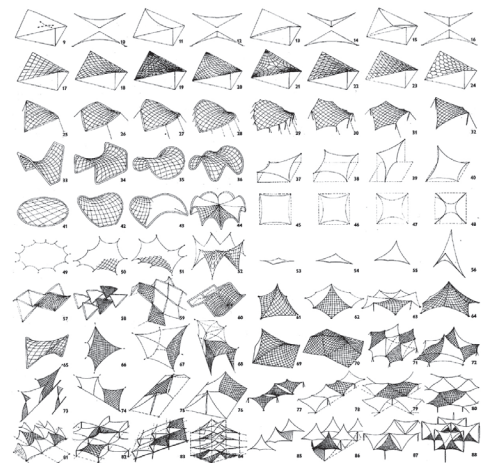 9 10 11 12 13 14 15 16
17 18 19 20 21 22 23 24
25 26 27 28 29 30 31 32
33 34 35 36 37 38 39 40
41 42 43 44 45 46 47 48
49 50 51 52 53 54 55 56
57 58 59 60 61 62 63 64
65 66 67 68 69 70 71 72
73 74 75 76 77 78 79 80
81 82 83 84 85 86 87 88